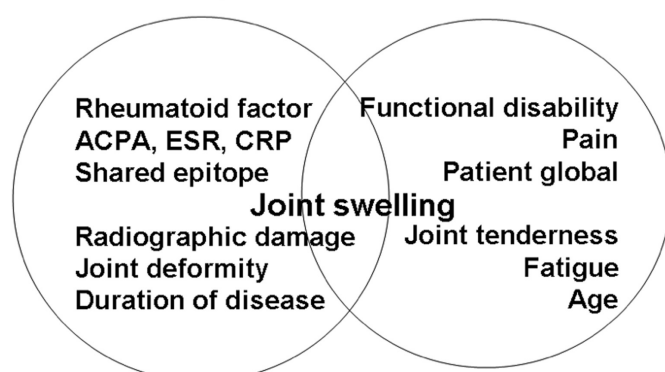 Rheumatoid factor
ACPA, ESR, CRP
Shared epitope
Functional disability
Pain
Patient global
Joint swelling
Radiographic damage
Joint deformity
Duration of disease
Joint tenderness
Fatigue
Age